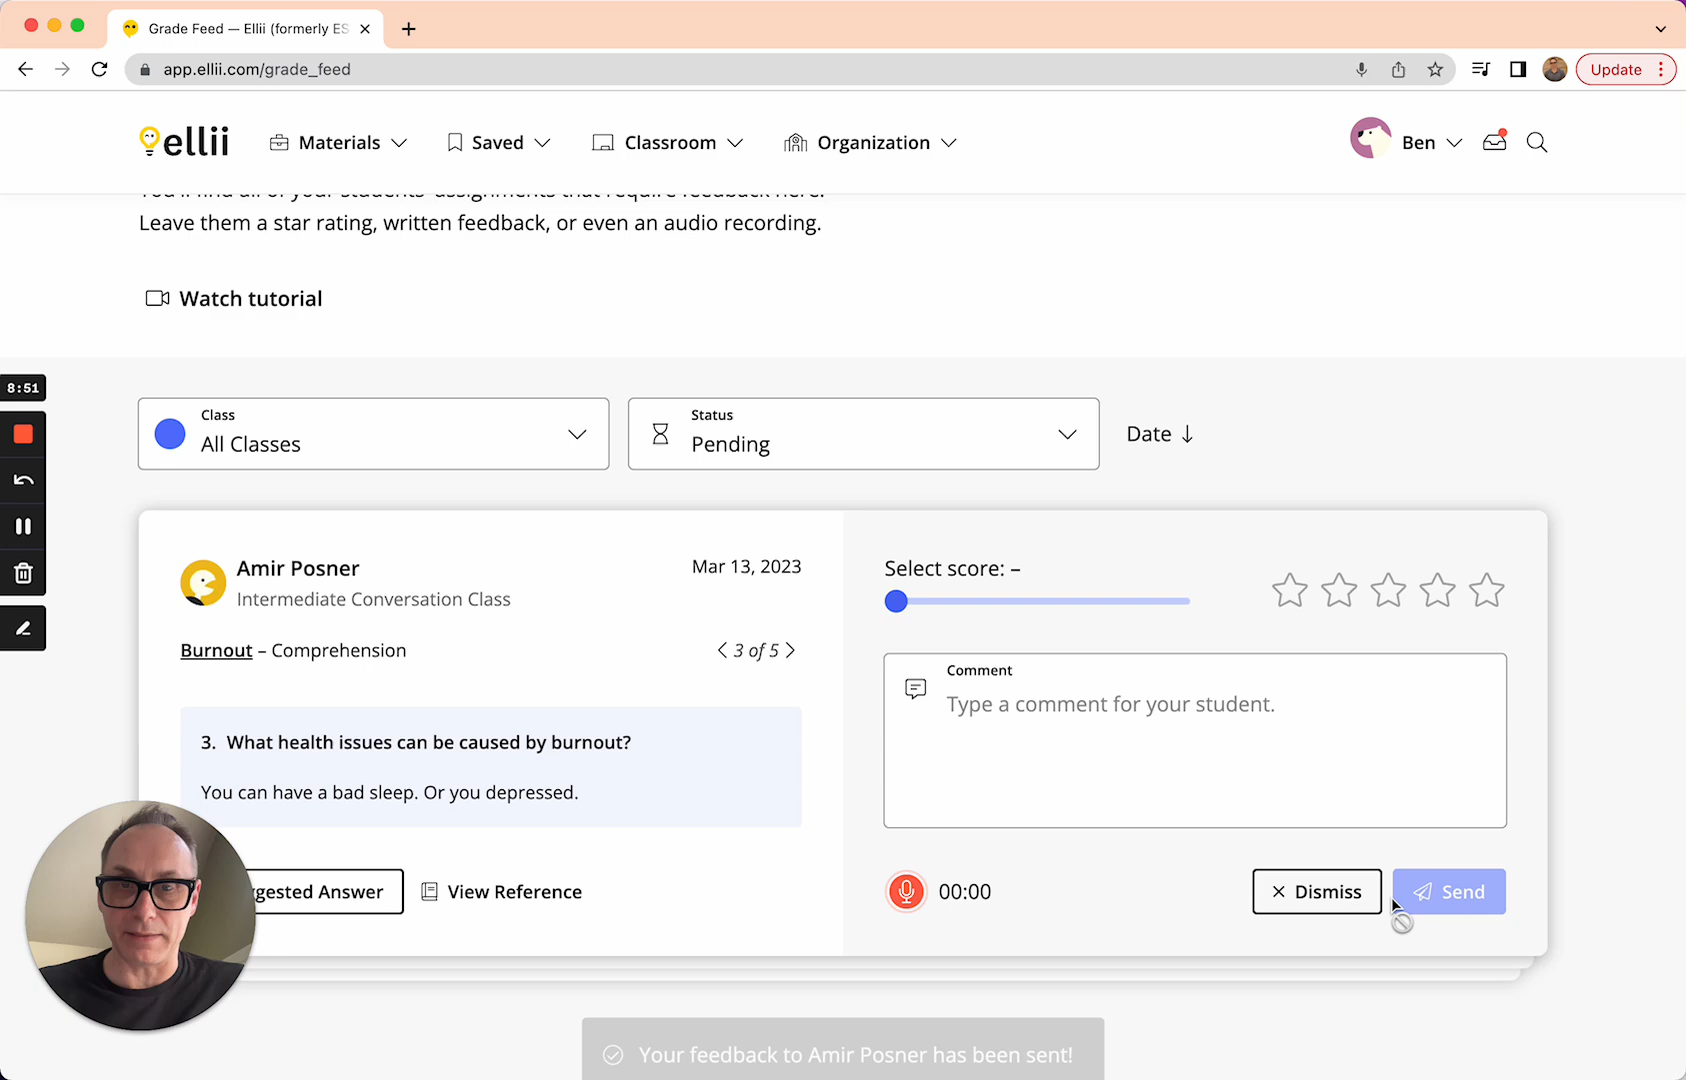 Grade Feed — Ellii (formerly ES
app.ellii.com/grade_feed
Update
ellii
Materials
Saved
Classroom
Organization
Ben
Leave them a star rating, written feedback, or even an audio recording.
Watch tutorial
8:51
Class
All Classes
Status
Pending
Date
Amir Posner
Mar 13, 2023
Intermediate Conversation Class
Burnout – Comprehension
3 of 5
3. What health issues can be caused by burnout?
You can have a bad sleep. Or you depressed.
gested Answer
View Reference
Select score: –
Comment
Type a comment for your student.
00:00
Dismiss
Send
Your feedback to Amir Posner has been sent!